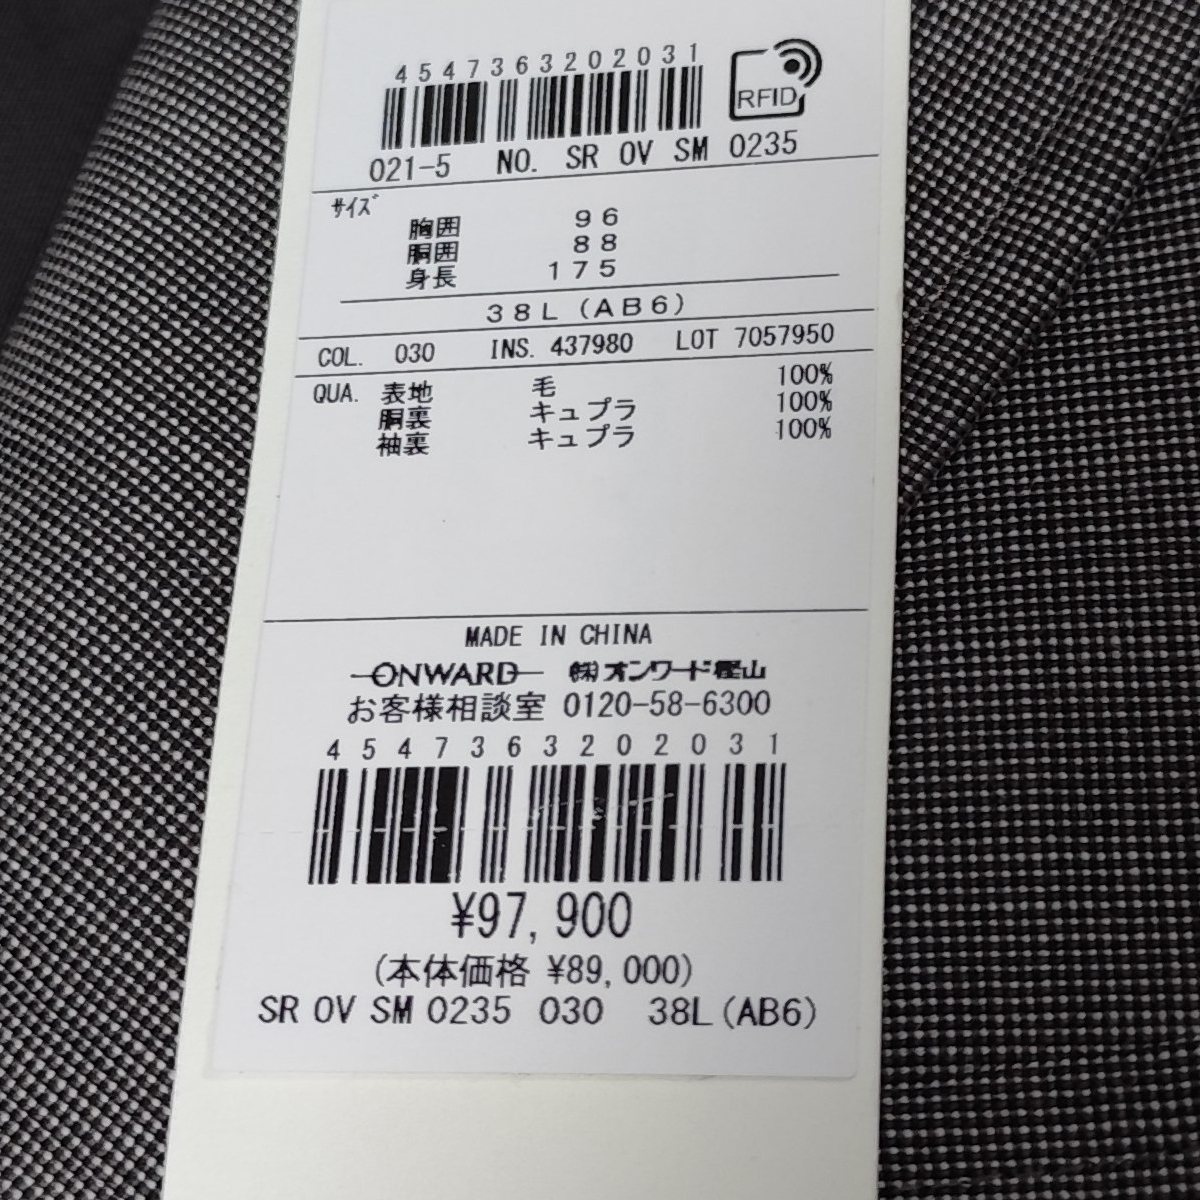 4547363202031
RFID
021-5 NO. SR OV SM 0235
ｻｲｽﾞ
胸囲 96
胴囲 88
身長 175
38L (AB6)
COL. 030 INS. 437980 LOT 7057950
QUA. 表地 毛 100%
胴裏 キュプラ 100%
袖裏 キュプラ 100%
MADE IN CHINA
ONWARD ㈱オンワード樫山
お客様相談室 0120-58-6300
4547363202031
¥97,900
(本体価格 ¥89,000)
SR OV SM 0235 030 38L(AB6)